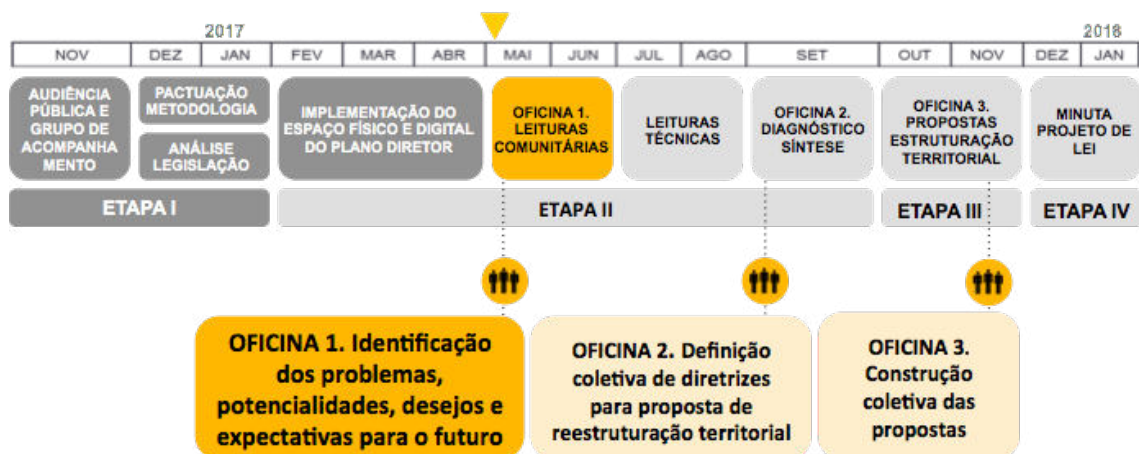 2017
2018
NOV DEZ JAN FEV MAR ABR MAI JUN JUL AGO SET OUT NOV DEZ JAN
AUDIÊNCIA
PÚBLICA E
GRUPO DE
ACOMPANHA
MENTO
PACTUAÇÃO
METODOLOGIA
ANÁLISE
LEGISLAÇÃO
IMPLEMENTAÇÃO DO
ESPAÇO FÍSICO E DIGITAL
DO PLANO DIRETOR
OFICINA 1.
LEITURAS
COMUNITÁRIAS
LEITURAS
TÉCNICAS
OFICINA 2.
DIAGNÓSTICO
SÍNTESE
OFICINA 3.
PROPOSTAS
ESTRUTURAÇÃO
TERRITORIAL
MINUTA
PROJETO DE
LEI
ETAPA I
ETAPA II
ETAPA III
ETAPA IV
OFICINA 1. Identificação
dos problemas,
potencialidades, desejos e
expectativas para o futuro
OFICINA 2. Definição
coletiva de diretrizes
para proposta de
reestruturação territorial
OFICINA 3.
Construção
coletiva das
propostas